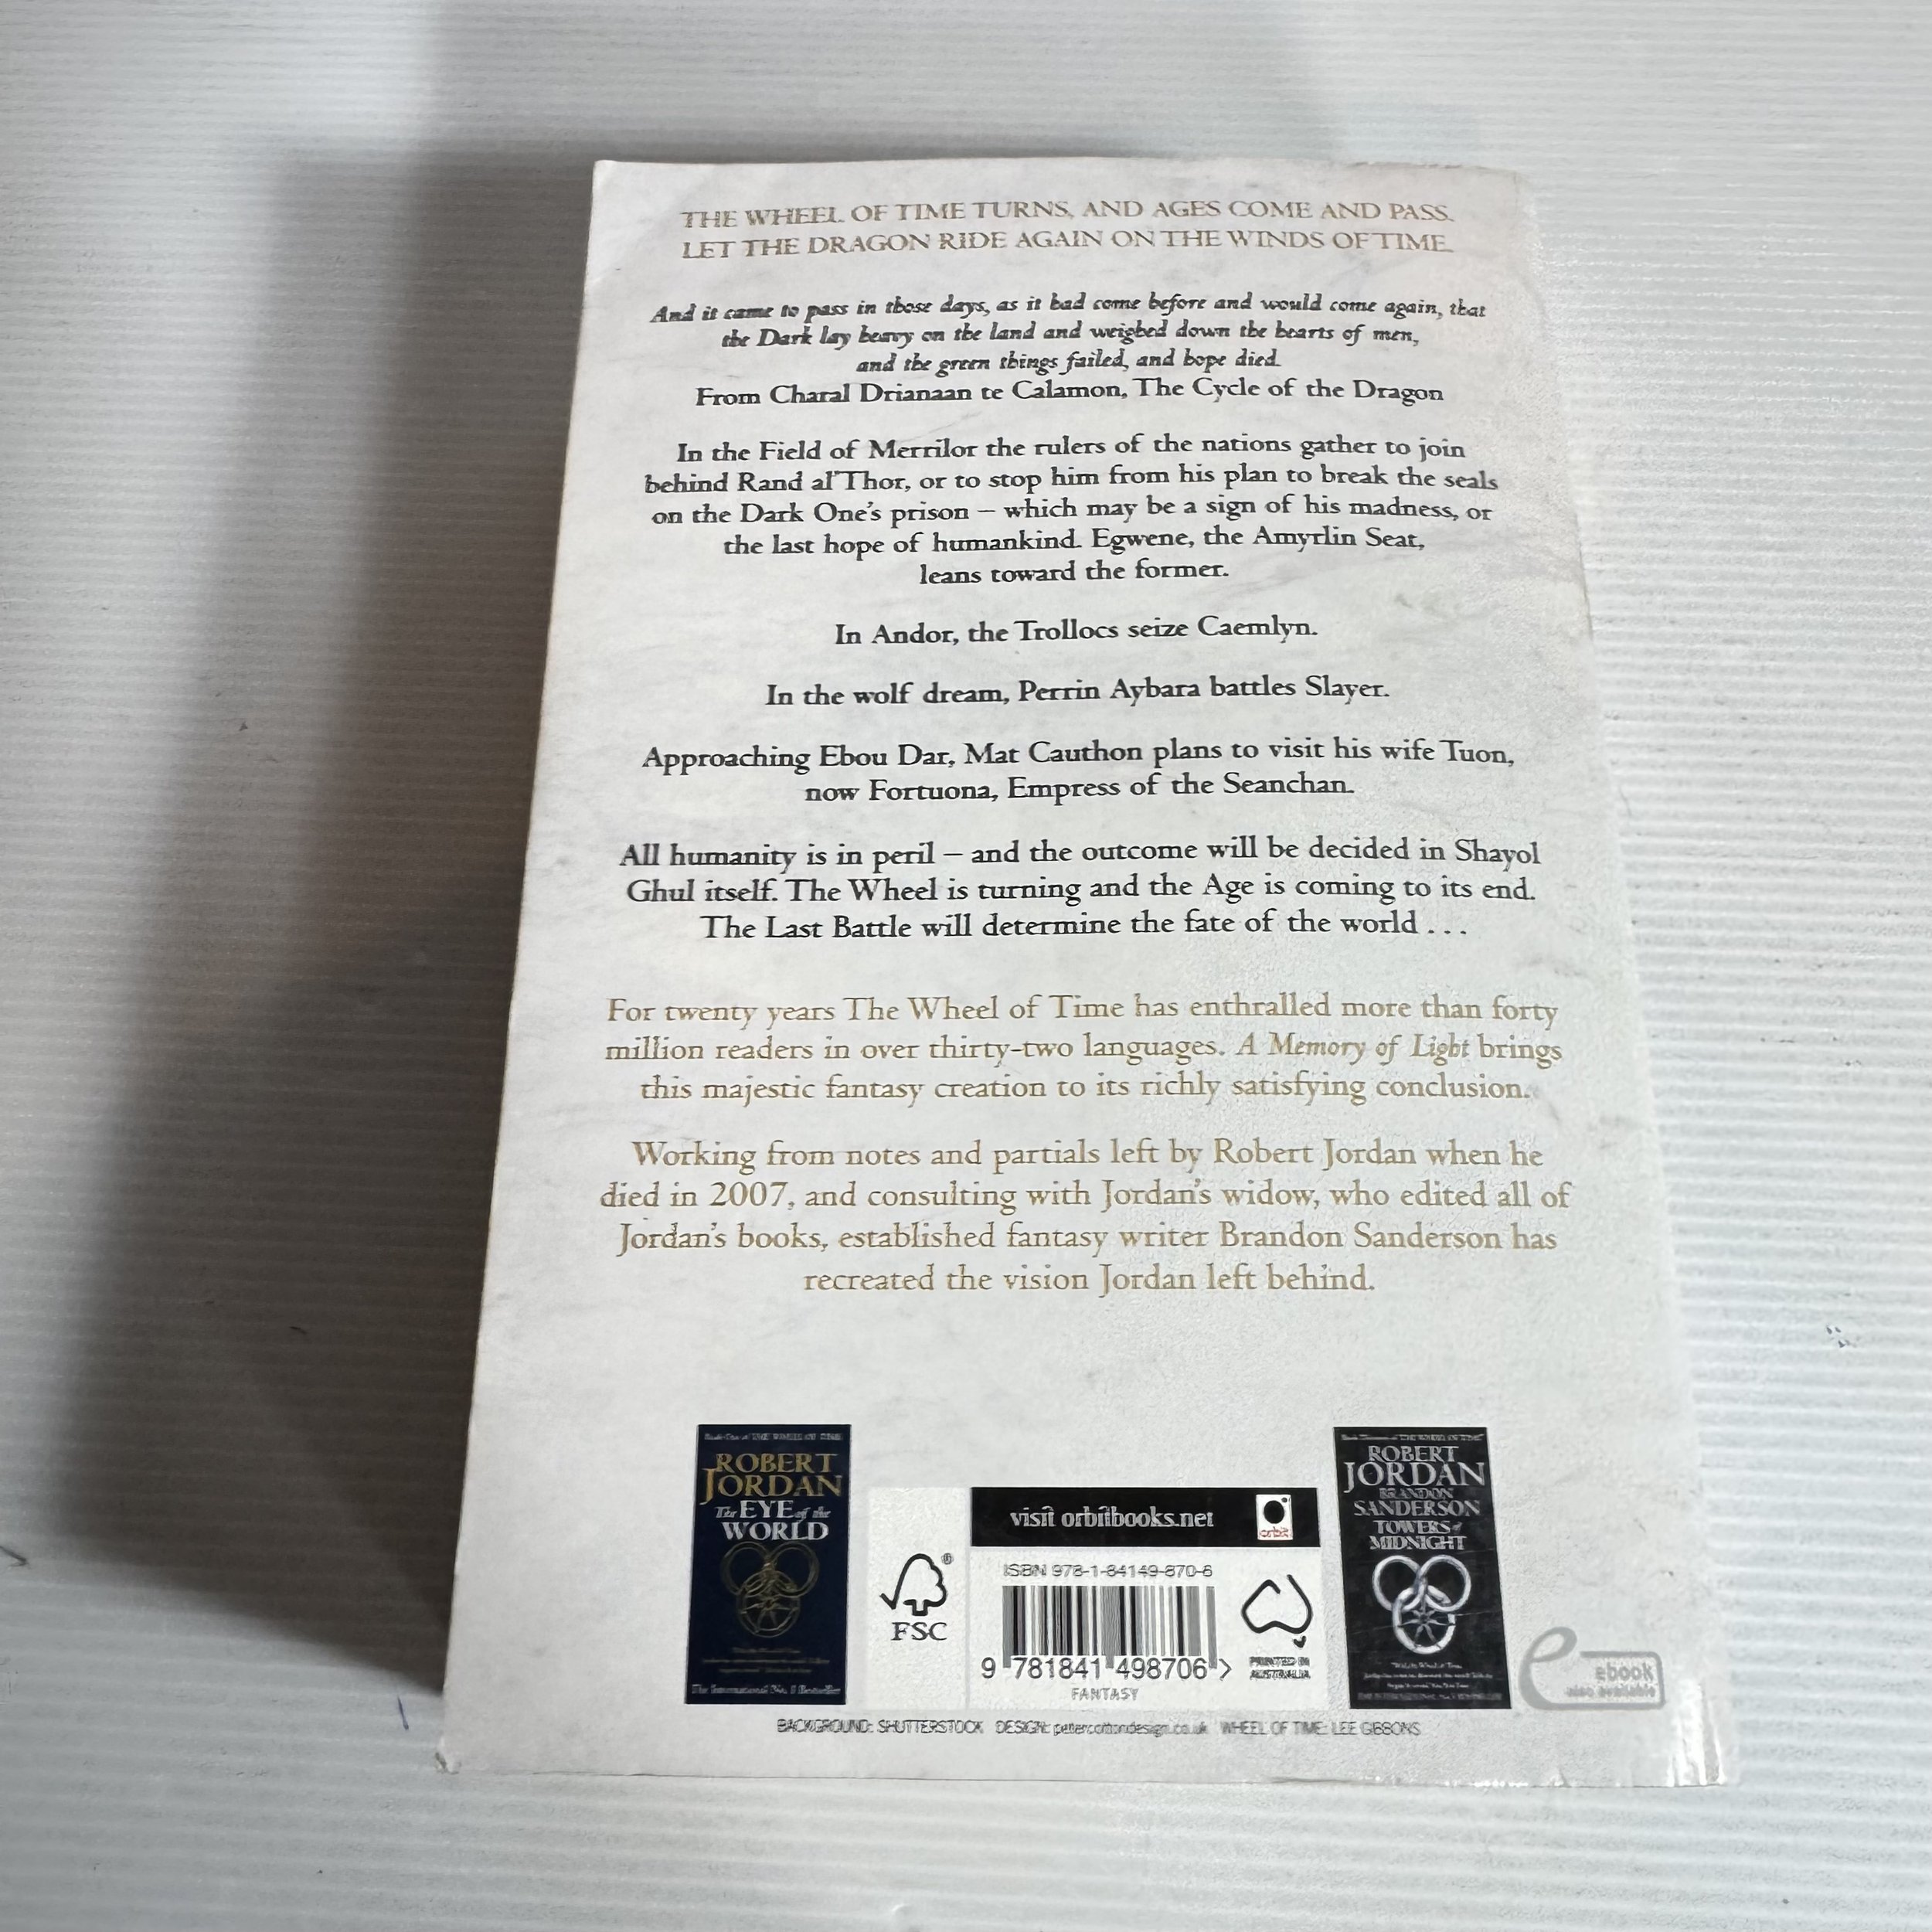 THE WHEEL OF TIME TURNS, AND AGES COME AND PASS.
LET THE DRAGON RIDE AGAIN ON THE WINDS OF TIME.
And it came to pass in those days, as it had come before and would come again, that
the Dark lay heavy on the land and weighed down the hearts of men,
and the green things failed, and hope died.
From Charal Drianaan te Calamon, The Cycle of the Dragon
In the Field of Merrilor the rulers of the nations gather to join
behind Rand al'Thor, or to stop him from his plan to break the seals
on the Dark One's prison – which may be a sign of his madness, or
the last hope of humankind. Egwene, the Amyrlin Seat,
leans toward the former.
In Andor, the Trollocs seize Caemlyn.
In the wolf dream, Perrin Aybara battles Slayer.
Approaching Ebou Dar, Mat Cauthon plans to visit his wife Tuon,
now Fortuona, Empress of the Seanchan.
All humanity is in peril – and the outcome will be decided in Shayol
Ghul itself. The Wheel is turning and the Age is coming to its end.
The Last Battle will determine the fate of the world . . .
For twenty years The Wheel of Time has enthralled more than forty
million readers in over thirty-two languages. A Memory of Light brings
this majestic fantasy creation to its richly satisfying conclusion.
Working from notes and partials left by Robert Jordan when he
died in 2007, and consulting with Jordan's widow, who edited all of
Jordan's books, established fantasy writer Brandon Sanderson has
recreated the vision Jordan left behind.
Book One of THE WHEEL OF TIME
ROBERT
JORDAN
The EYE of the
WORLD
The International No. 1 Bestseller
FSC
®
visit orbitbooks.net
orbit
ISBN 978-1-84149-870-6
9 781841 498706 >
FANTASY
PRINTED IN
AUSTRALIA
Book Thirteen of THE WHEEL OF TIME
ROBERT
JORDAN
BRANDON
SANDERSON
TOWERS of
MIDNIGHT
e
ebook
also available
BACKGROUND: SHUTTERSTOCK DESIGN: petercottondesign.co.uk WHEEL OF TIME: LEE GIBBONS